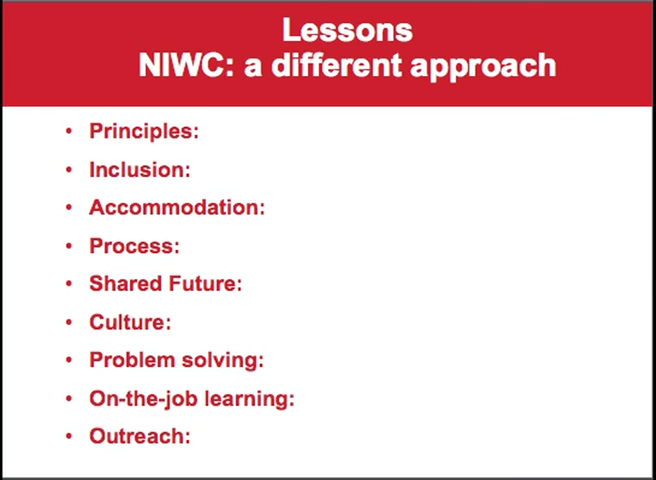 Lessons
NIWC: a different approach
• Principles:
• Inclusion:
• Accommodation:
• Process:
• Shared Future:
• Culture:
• Problem solving:
• On-the-job learning:
• Outreach: